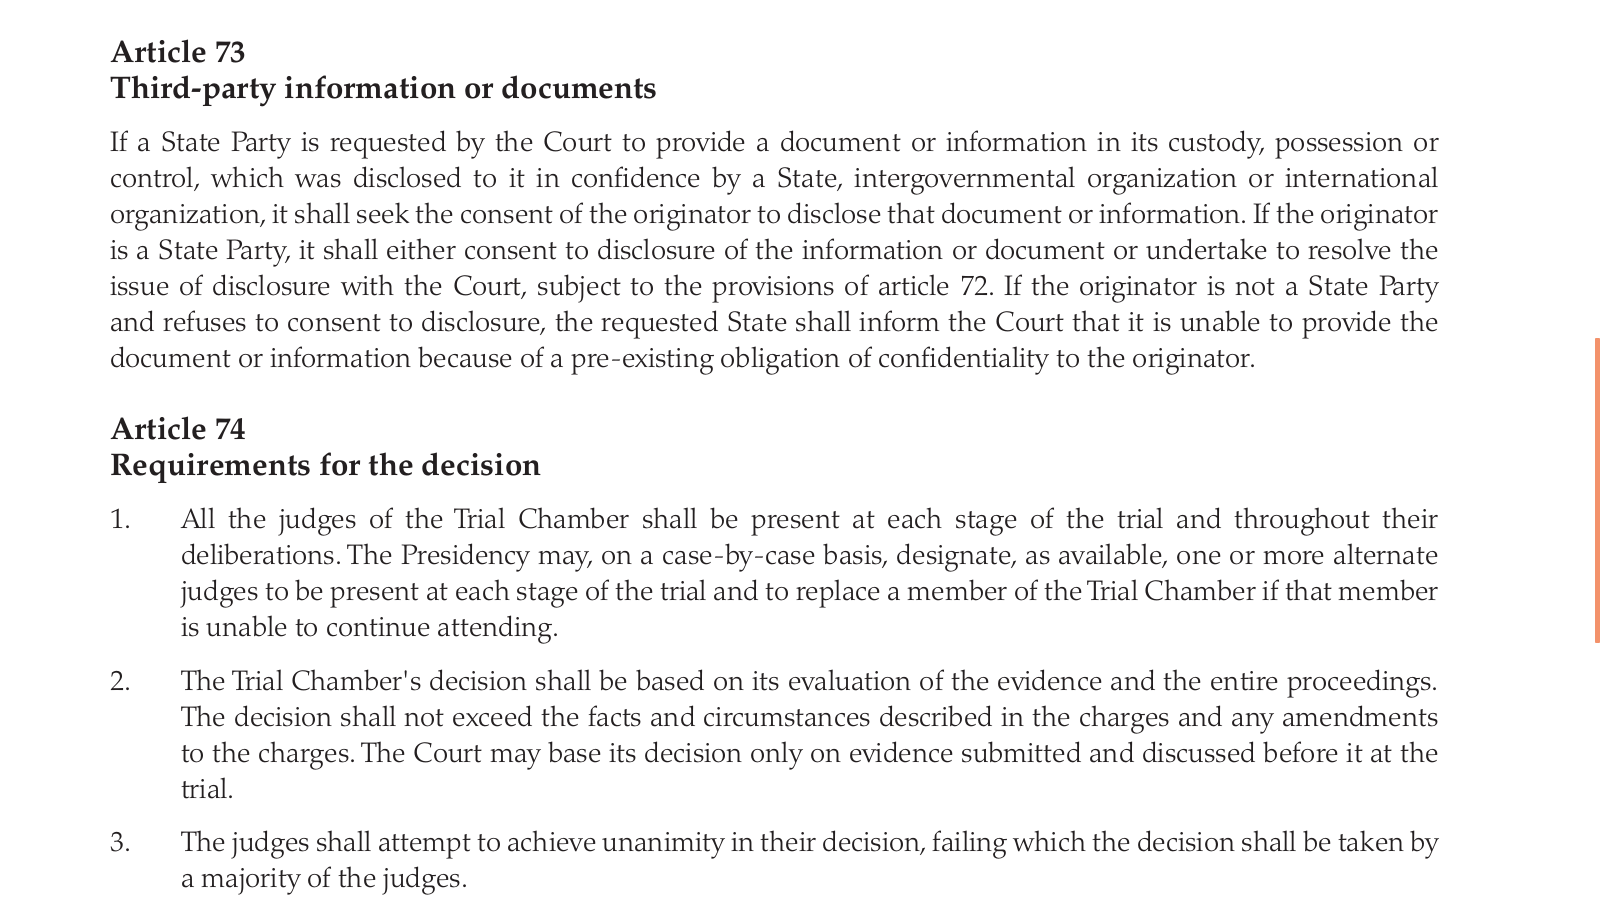 Article 73
Third-party information or documents
If a State Party is requested by the Court to provide a document or information in its custody, possession or
control, which was disclosed to it in confidence by a State, intergovernmental organization or international
organization, it shall seek the consent of the originator to disclose that document or information. If the originator
is a State Party, it shall either consent to disclosure of the information or document or undertake to resolve the
issue of disclosure with the Court, subject to the provisions of article 72. If the originator is not a State Party
and refuses to consent to disclosure, the requested State shall inform the Court that it is unable to provide the
document or information because of a pre-existing obligation of confidentiality to the originator.
Article 74
Requirements for the decision
1. All the judges of the Trial Chamber shall be present at each stage of the trial and throughout their
deliberations. The Presidency may, on a case-by-case basis, designate, as available, one or more alternate
judges to be present at each stage of the trial and to replace a member of the Trial Chamber if that member
is unable to continue attending.
2. The Trial Chamber's decision shall be based on its evaluation of the evidence and the entire proceedings.
The decision shall not exceed the facts and circumstances described in the charges and any amendments
to the charges. The Court may base its decision only on evidence submitted and discussed before it at the
trial.
3. The judges shall attempt to achieve unanimity in their decision, failing which the decision shall be taken by
a majority of the judges.